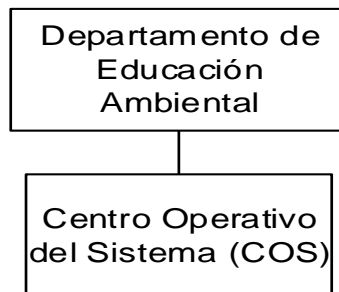 Departamento de
Educación
Ambiental
Centro Operativo
del Sistema (COS)